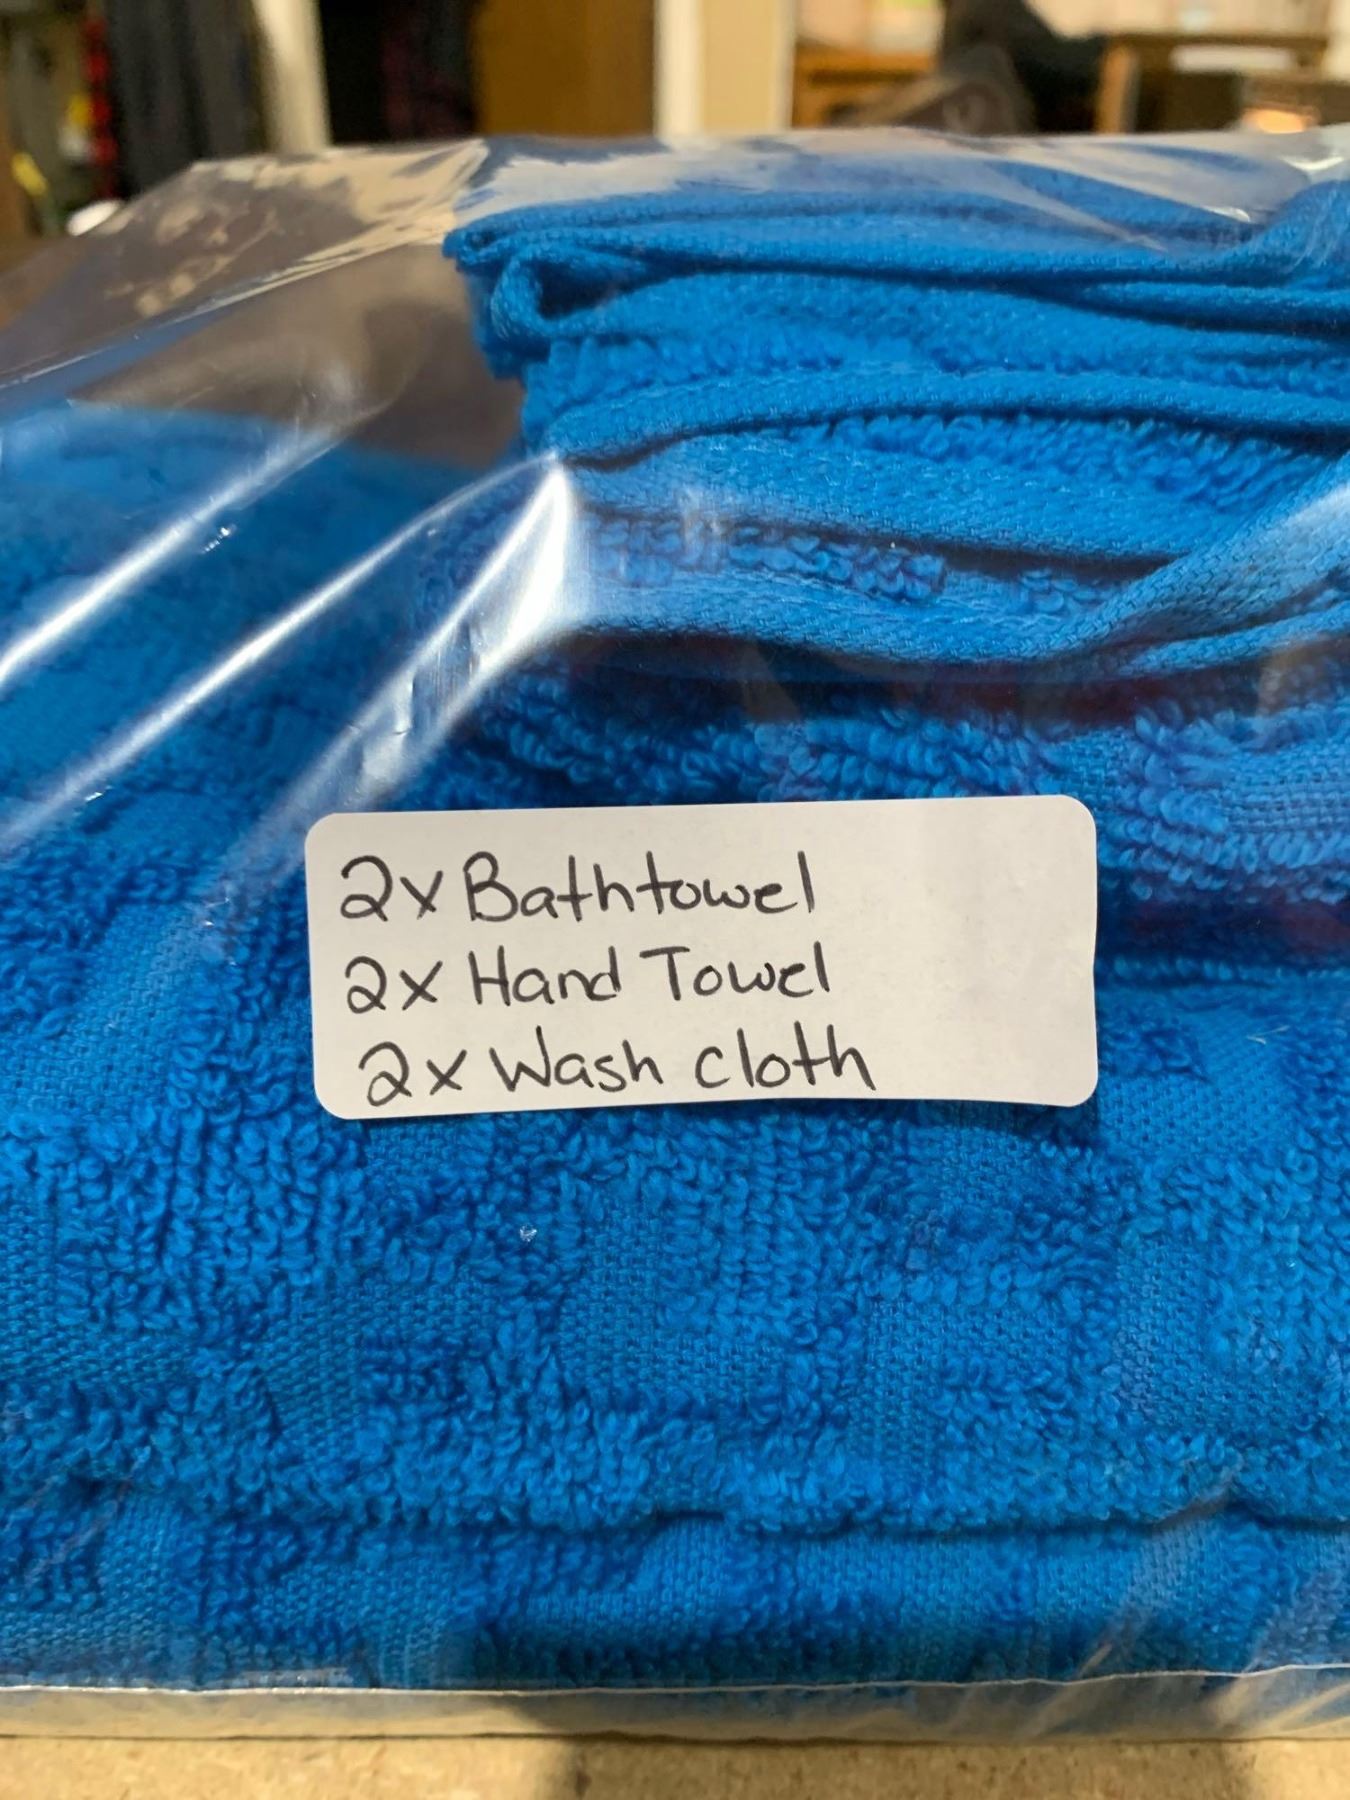 2x Bathtowel
2x Hand Towel
2x Wash cloth